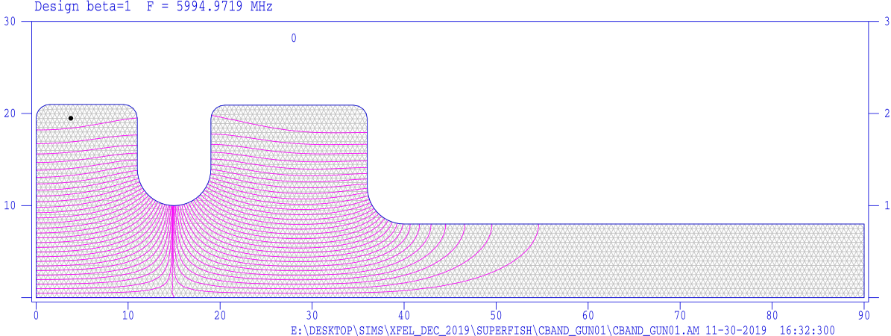 Design beta=1 F = 5994.9719 MHz
30
3
0
20
2
10
1
0 10 20 30 40 50 60 70 80 90
E:\DESKTOP\SIMS\XFEL_DEC_2019\SUPERFISH\CBAND_GUN01\CBAND_GUN01.AM 11-30-2019 16:32:300